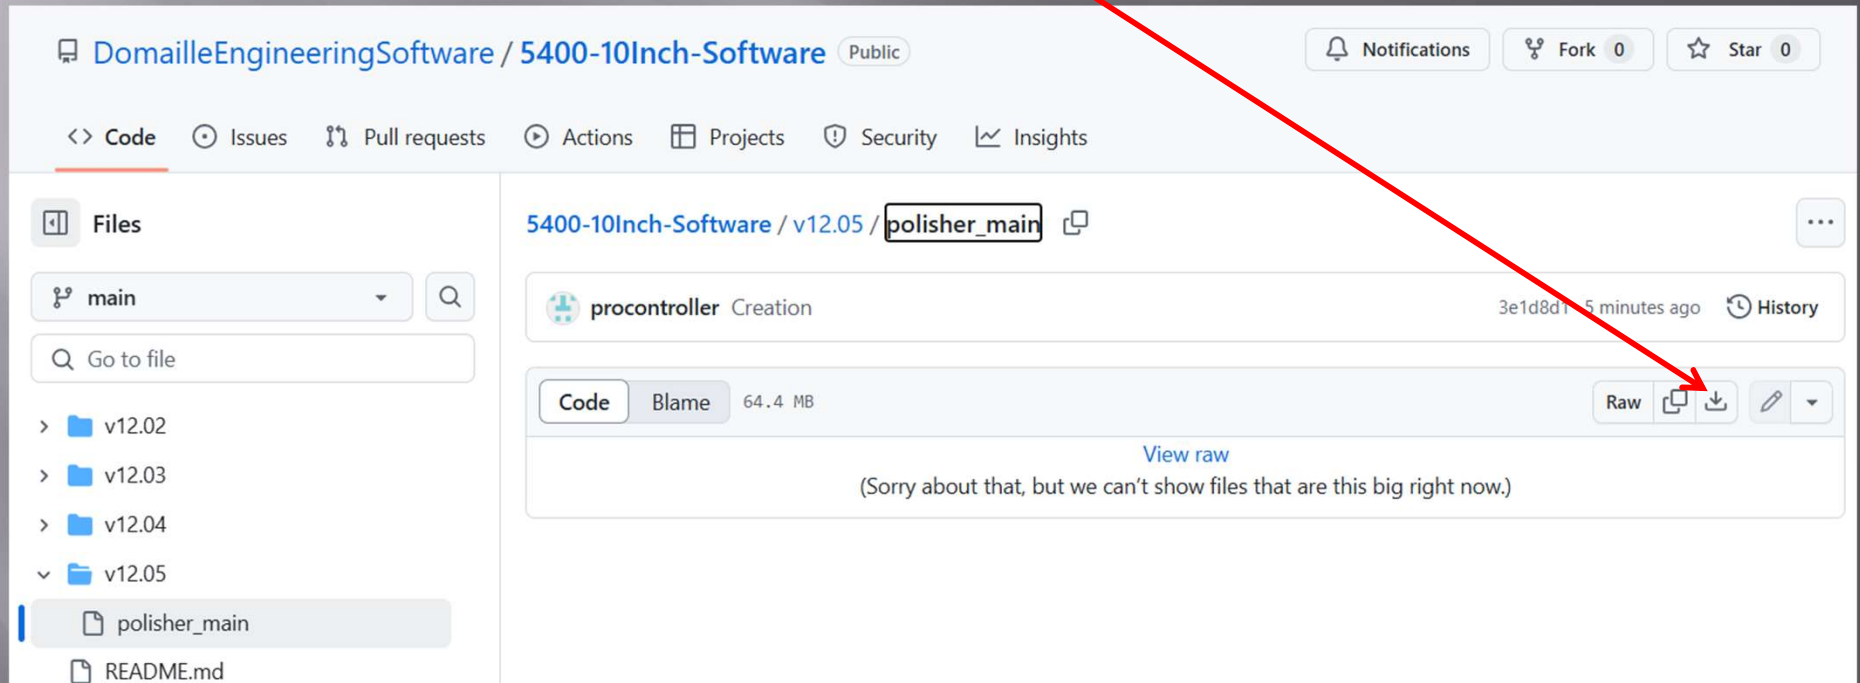 DomailleEngineeringSoftware / 5400-10Inch-Software Public
Notifications Fork 0 Star 0
Code Issues Pull requests Actions Projects Security Insights
Files
main
Go to file
v12.02
v12.03
v12.04
v12.05
polisher_main
README.md
5400-10Inch-Software / v12.05 / polisher_main
procontroller Creation 3e1d8d1 5 minutes ago History
Code Blame 64.4 MB Raw
View raw
(Sorry about that, but we can't show files that are this big right now.)